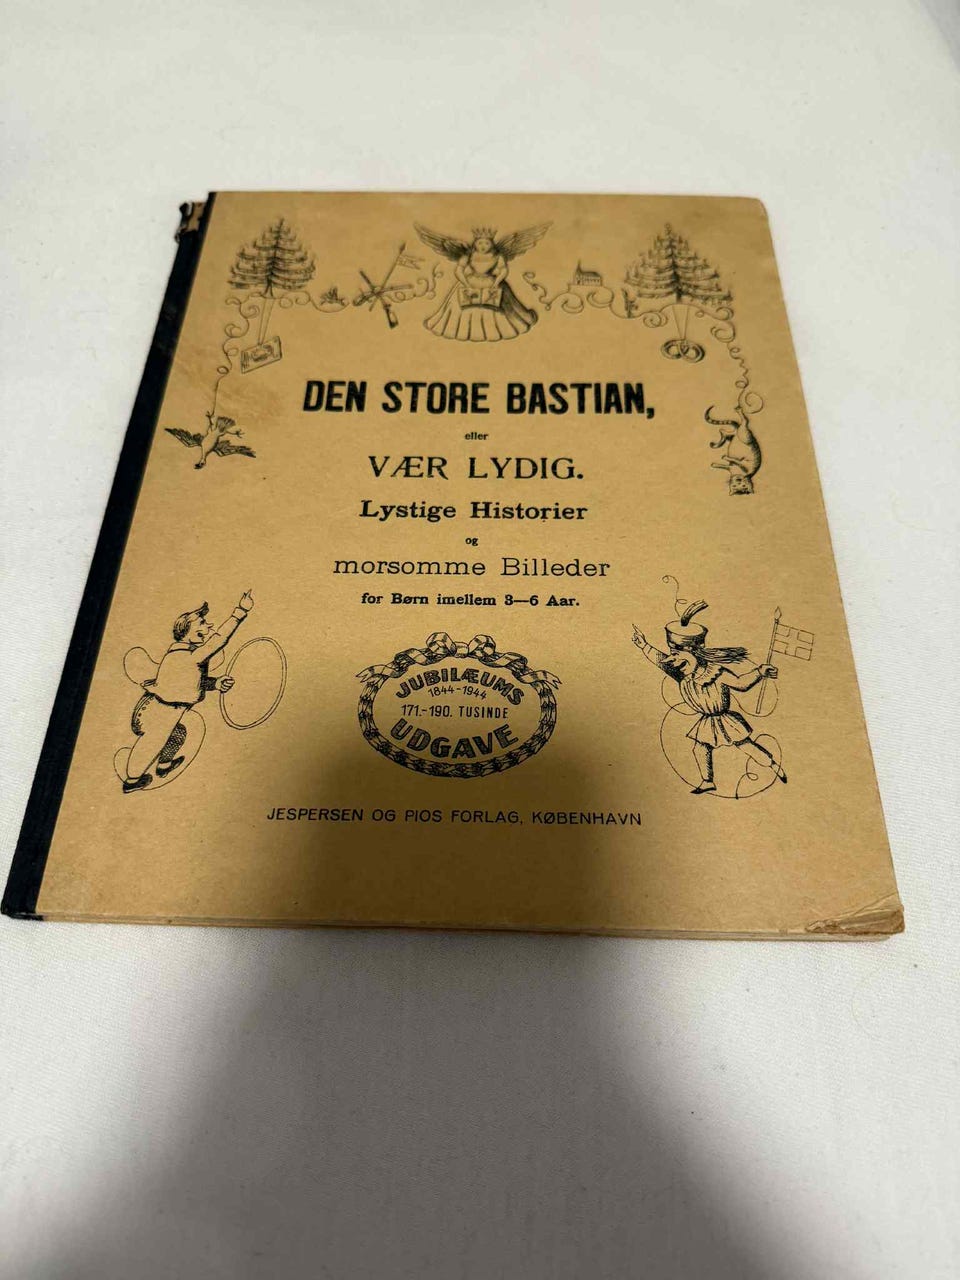 DEN STORE BASTIAN,
eller
VÆR LYDIG.
Lystige Historier
og
morsomme Billeder
for Børn imellem 3—6 Aar.
JUBILÆUMS
1844-1944
171.-190. TUSINDE
UDGAVE
JESPERSEN OG PIOS FORLAG, KØBENHAVN